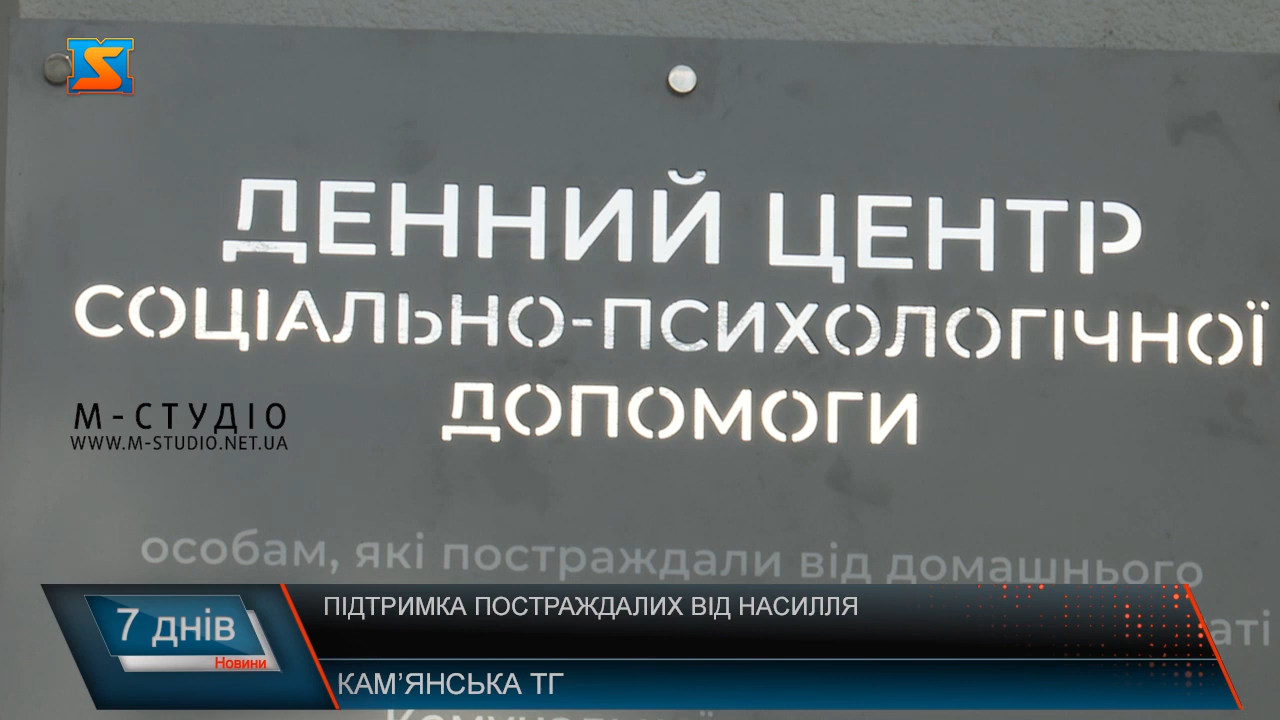 ДЕННИЙ ЦЕНТР
СОЦІАЛЬНО-ПСИХОЛОГІЧНОЇ
ДОПОМОГИ
М-СТУДІО
WWW.M-STUDIO.NET.UA
особам, які постраждали від домашнього
7 днів
Новини
ПІДТРИМКА ПОСТРАЖДАЛИХ ВІД НАСИЛЛЯ
КАМ’ЯНСЬКА ТГ